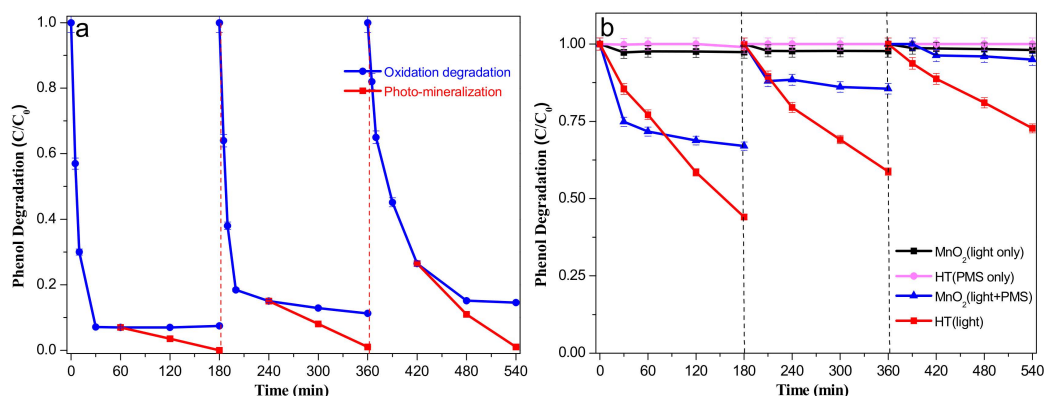 a
Phenol Degradation (C/C₀)
1.0
0.8
0.6
0.4
0.2
0.0
Oxidation degradation
Photo-mineralization
0 60 120 180 240 300 360 420 480 540
Time (min)
b
Phenol Degradation (C/C₀)
1.00
0.75
0.50
0.25
0.00
MnO₂(light only)
HT(PMS only)
MnO₂(light+PMS)
HT(light)
0 60 120 180 240 300 360 420 480 540
Time (min)